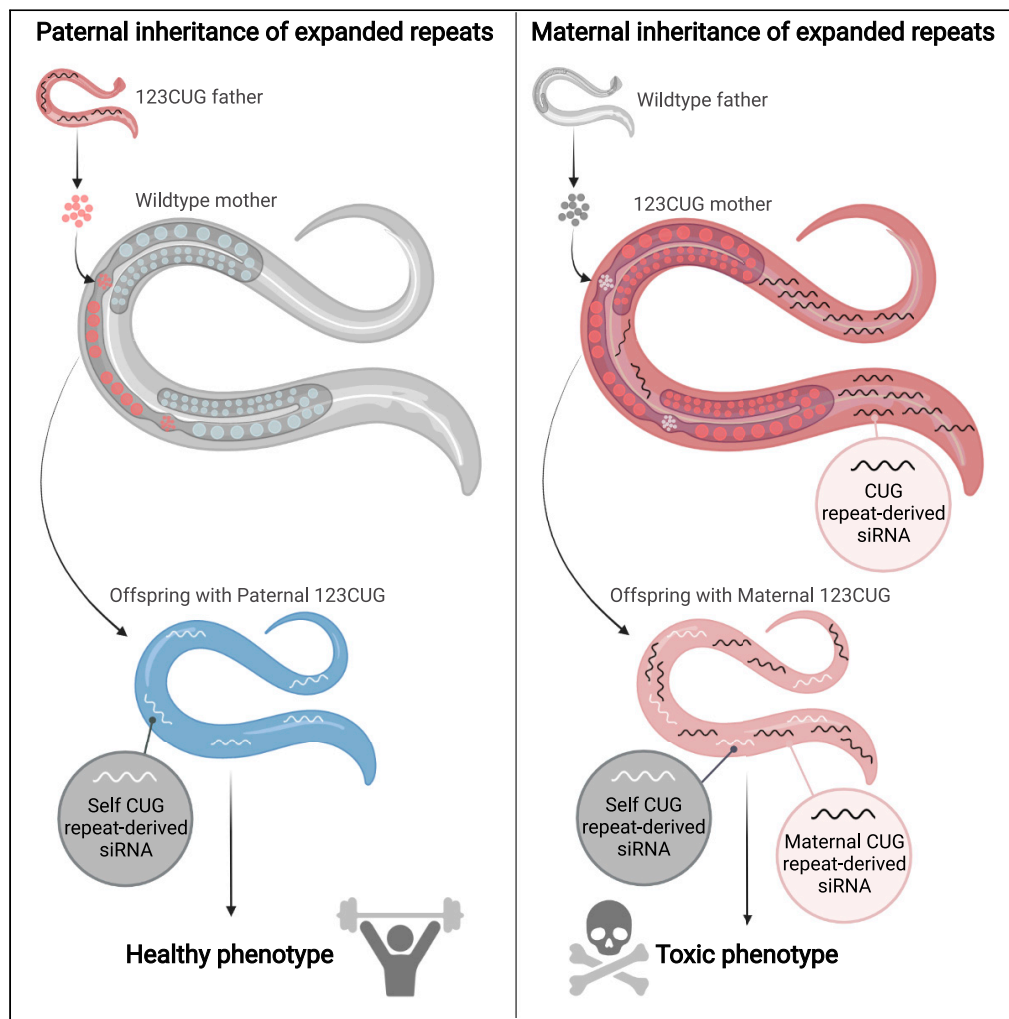 Paternal inheritance of expanded repeats
123CUG father
Wildtype mother
Offspring with Paternal 123CUG
Self CUG
repeat-derived
siRNA
Healthy phenotype
Maternal inheritance of expanded repeats
Wildtype father
123CUG mother
CUG
repeat-derived
siRNA
Offspring with Maternal 123CUG
Self CUG
repeat-derived
siRNA
Maternal CUG
repeat-derived
siRNA
Toxic phenotype